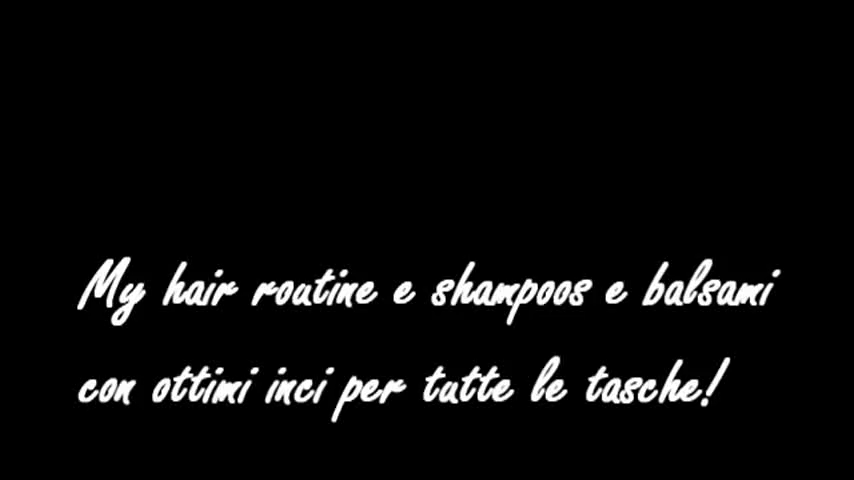 My hair routine e shampoos e balsami
con ottimi inci per tutte le tasche!